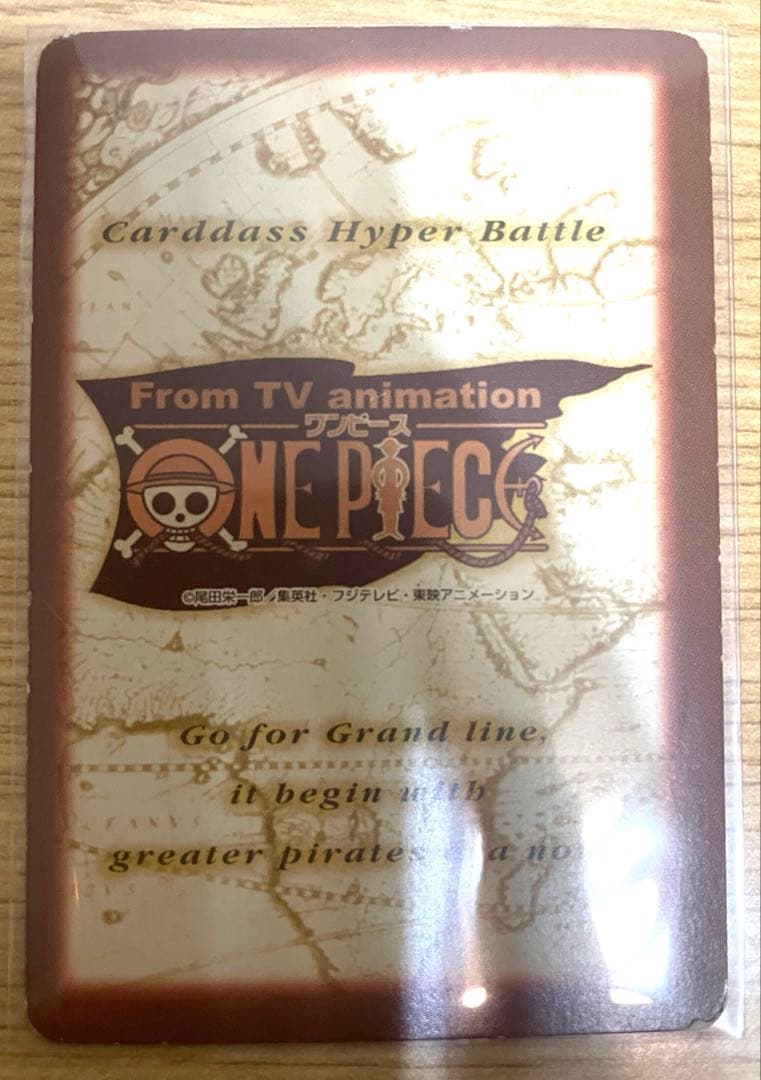 Carddass Hyper Battle
From TV animation
ワンピース
ONE PIECE
©尾田栄一郎／集英社・フジテレビ・東映アニメーション
Go for Grand line,
it begin with
greater pirates